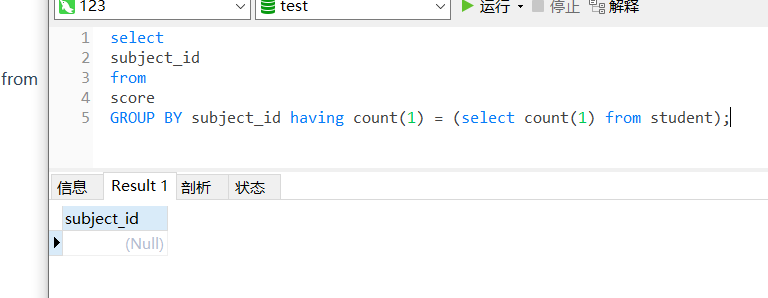 123
test
运行
停止
解释
from
1 select
2 subject_id
3 from
4 score
5 GROUP BY subject_id having count(1) = (select count(1) from student);
信息
Result 1
剖析
状态
subject_id
(Null)